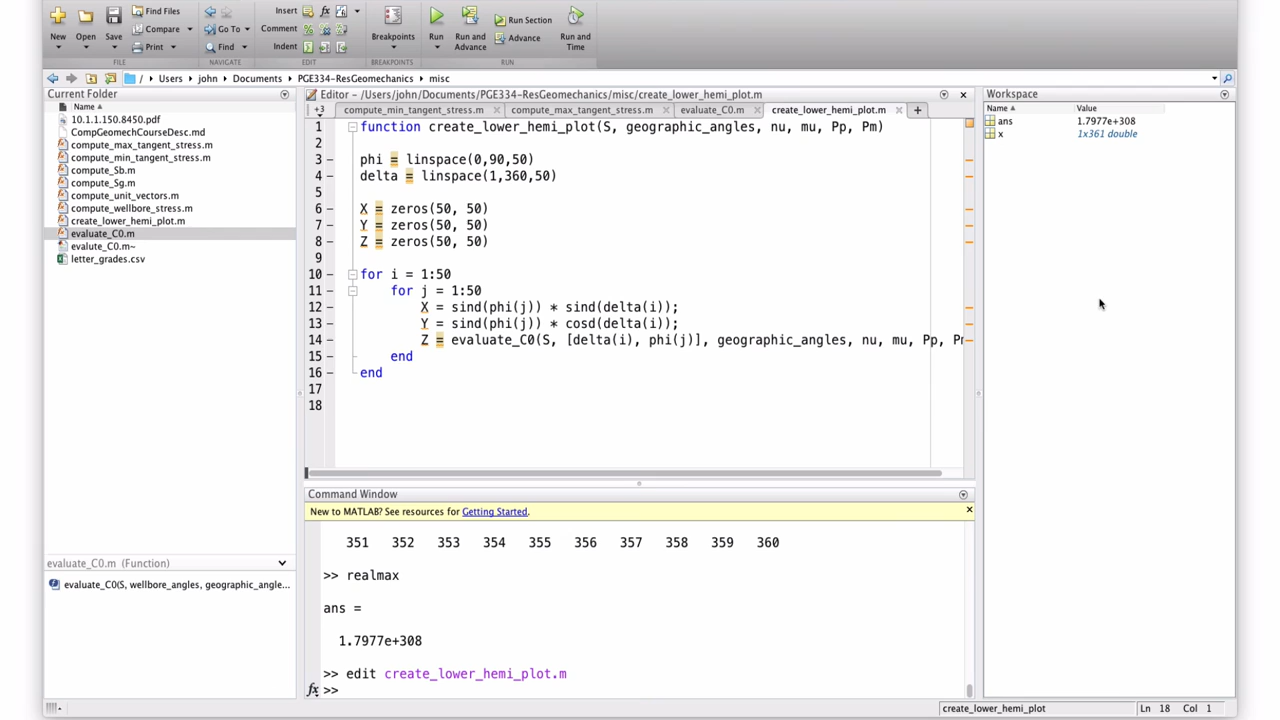 New
Open
Save
Find Files
Compare
Print
Go To
Find
Insert fx
Comment %
Indent
Breakpoints
Run
Run and Advance
Run Section
Advance
Run and Time
FILE NAVIGATE EDIT BREAKPOINTS RUN
/ ▸ Users ▸ john ▸ Documents ▸ PGE334-ResGeomechanics ▸ misc
Current Folder
Name
10.1.1.150.8450.pdf
CompGeomechCourseDesc.md
compute_max_tangent_stress.m
compute_min_tangent_stress.m
compute_Sb.m
compute_Sg.m
compute_unit_vectors.m
compute_wellbore_stress.m
create_lower_hemi_plot.m
evaluate_C0.m
evalute_C0.m~
letter_grades.csv
evaluate_C0.m (Function)
evaluate_C0(S, wellbore_angles, geographic_angle...
Editor - /Users/john/Documents/PGE334-ResGeomechanics/misc/create_lower_hemi_plot.m
+3 compute_min_tangent_stress.m × compute_max_tangent_stress.m × evaluate_C0.m × create_lower_hemi_plot.m × +
1 function create_lower_hemi_plot(S, geographic_angles, nu, mu, Pp, Pm)
2
3 – phi = linspace(0,90,50)
4 – delta = linspace(1,360,50)
5
6 – X = zeros(50, 50)
7 – Y = zeros(50, 50)
8 – Z = zeros(50, 50)
9
10 – for i = 1:50
11 – for j = 1:50
12 – X = sind(phi(j)) * sind(delta(i));
13 – Y = sind(phi(j)) * cosd(delta(i));
14 – Z = evaluate_C0(S, [delta(i), phi(j)], geographic_angles, nu, mu, Pp, Pm
15 – end
16 – end
17
18
Command Window
New to MATLAB? See resources for Getting Started. ×
351 352 353 354 355 356 357 358 359 360
>> realmax
ans =
1.7977e+308
>> edit create_lower_hemi_plot.m
fx >>
Workspace
Name Value
ans 1.7977e+308
x 1x361 double
create_lower_hemi_plot Ln 18 Col 1